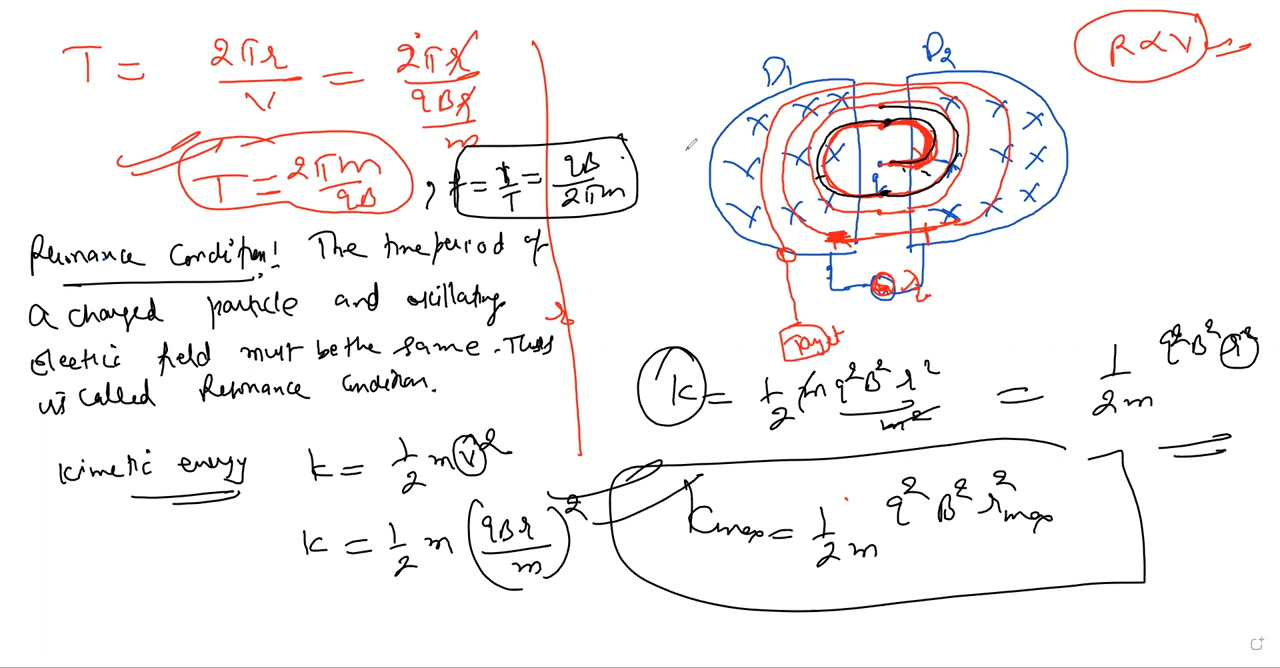 T = 2πr/V = 2πr/(qBr/m)
T = 2πm/qB , f = 1/T = qB/2πm
R ∝ V
D1
D2
Target
Resonance Condition! The time period of
a charged particle and oscillating
electric field must be the same. This
is called Resonance Condition.
Kinetic energy K = 1/2 m v²
K = 1/2 m (qBr/m)²
K = 1/2 m q²B²r²/m² = 1/2m q²B²r²
Kmax = 1/2m q²B²r²max